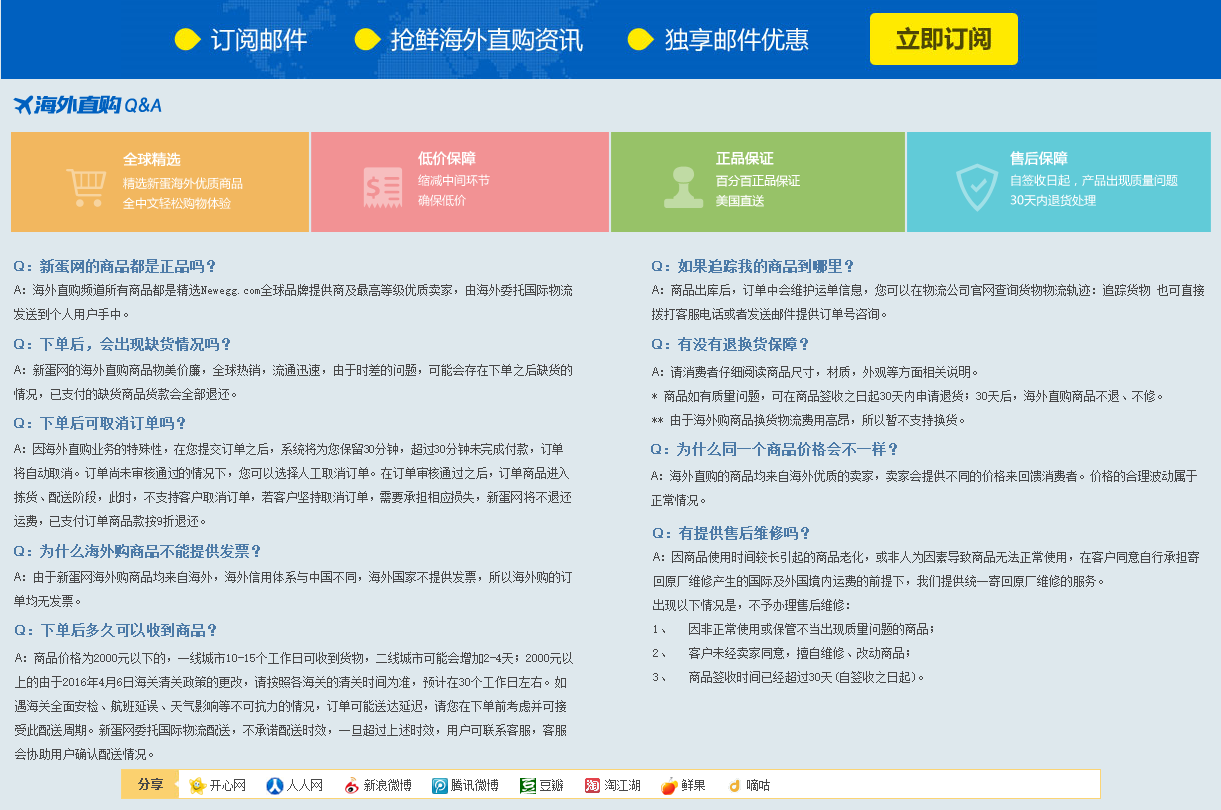 订阅邮件
抢鲜海外直购资讯
独享邮件优惠
立即订阅
海外直购 Q&A
全球精选
精选新蛋海外优质商品
全中文轻松购物体验
低价保障
缩减中间环节
确保低价
正品保证
百分百正品保证
美国直送
售后保障
自签收日起，产品出现质量问题
30天内退货处理
Q：新蛋网的商品都是正品吗？
A：海外直购频道所有商品都是精选Newegg.com全球品牌提供商及最高等级优质卖家，由海外委托国际物流
发送到个人用户手中。
Q：下单后，会出现缺货情况吗？
A：新蛋网的海外直购商品物美价廉，全球热销，流通迅速，由于时差的问题，可能会存在下单之后缺货的
情况，已支付的缺货商品货款会全部退还。
Q：下单后可取消订单吗？
A：因海外直购业务的特殊性，在您提交订单之后，系统将为您保留30分钟，超过30分钟未完成付款，订单
将自动取消。订单尚未审核通过的情况下，您可以选择人工取消订单。在订单审核通过之后，订单商品进入
拣货、配送阶段，此时，不支持客户取消订单，若客户坚持取消订单，需要承担相应损失，新蛋网将不退还
运费，已支付订单商品款按9折退还。
Q：为什么海外购商品不能提供发票？
A：由于新蛋网海外购商品均来自海外，海外信用体系与中国不同，海外国家不提供发票，所以海外购的订
单均无发票。
Q：下单后多久可以收到商品？
A：商品价格为2000元以下的，一线城市10-15个工作日可收到货物，二线城市可能会增加2-4天；2000元以
上的由于2016年4月6日海关清关政策的更改，请按照各海关的清关时间为准，预计在30个工作日左右。如
遇海关全面安检、航班延误、天气影响等不可抗力的情况，订单可能送达延迟，请您在下单前考虑并可接
受此配送周期。新蛋网委托国际物流配送，不承诺配送时效，一旦超过上述时效，用户可联系客服，客服
会协助用户确认配送情况。
Q：如果追踪我的商品到哪里？
A：商品出库后，订单中会维护运单信息，您可以在物流公司官网查询货物物流轨迹：追踪货物 也可直接
拨打客服电话或者发送邮件提供订单号咨询。
Q：有没有退换货保障？
A：请消费者仔细阅读商品尺寸，材质，外观等方面相关说明。
* 商品如有质量问题，可在商品签收之日起30天内申请退货；30天后，海外直购商品不退、不修。
** 由于海外购商品换货物流费用高昂，所以暂不支持换货。
Q：为什么同一个商品价格会不一样？
A：海外直购的商品均来自海外优质的卖家，卖家会提供不同的价格来回馈消费者。价格的合理波动属于
正常情况。
Q：有提供售后维修吗？
A：因商品使用时间较长引起的商品老化，或非人为因素导致商品无法正常使用，在客户同意自行承担寄
回原厂维修产生的国际及外国境内运费的前提下，我们提供统一寄回原厂维修的服务。
出现以下情况是，不予办理售后维修：
1、 因非正常使用或保管不当出现质量问题的商品；
2、 客户未经卖家同意，擅自维修、改动商品；
3、 商品签收时间已经超过30天(自签收之日起)。
分享 开心网 人人网 新浪微博 腾讯微博 豆瓣 淘江湖 鲜果 嘀咕